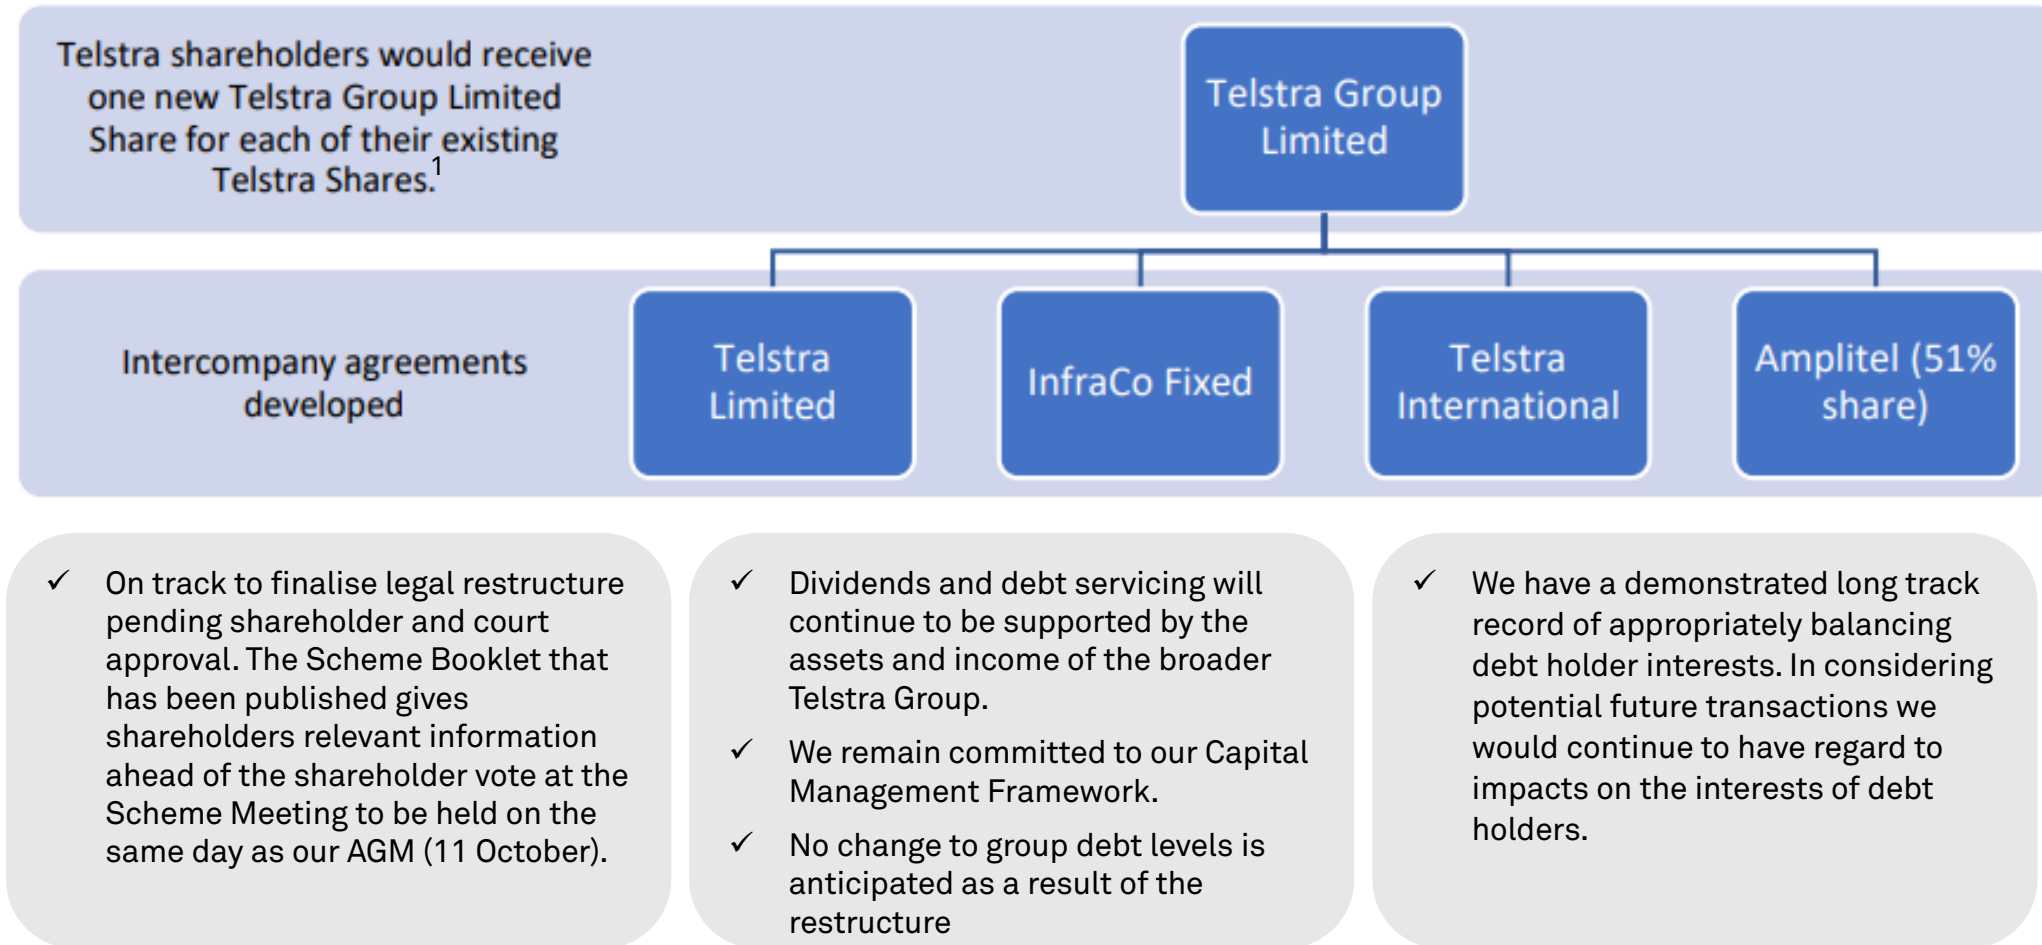 Telstra shareholders would receive
one new Telstra Group Limited
Share for each of their existing
Telstra Shares.1
Telstra Group
Limited
Intercompany agreements
developed
Telstra
Limited
InfraCo Fixed
Telstra
International
Amplitel (51%
share)
✓ On track to finalise legal restructure
pending shareholder and court
approval. The Scheme Booklet that
has been published gives
shareholders relevant information
ahead of the shareholder vote at the
Scheme Meeting to be held on the
same day as our AGM (11 October).
✓ Dividends and debt servicing will
continue to be supported by the
assets and income of the broader
Telstra Group.
✓ We remain committed to our Capital
Management Framework.
✓ No change to group debt levels is
anticipated as a result of the
restructure
✓ We have a demonstrated long track
record of appropriately balancing
debt holder interests. In considering
potential future transactions we
would continue to have regard to
impacts on the interests of debt
holders.